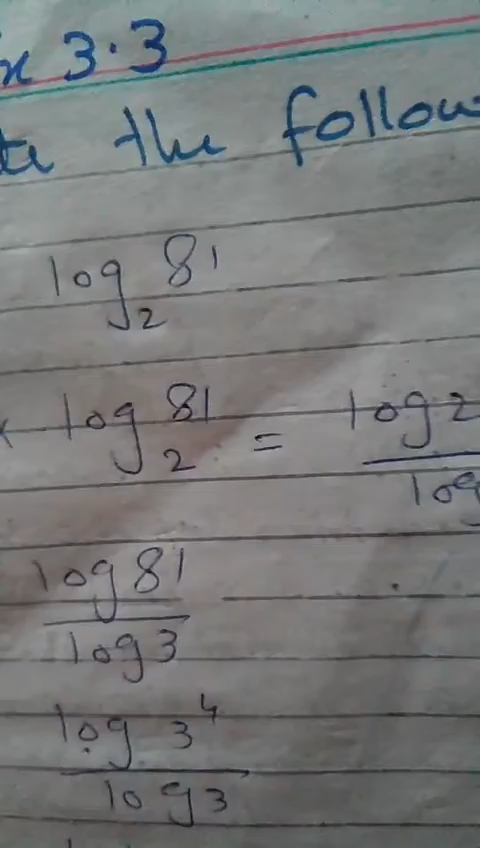 3.3
the follow
log₂ 81
log₂ 81 = log 2 / log
log 81 / log 3
log 3⁴ / log 3